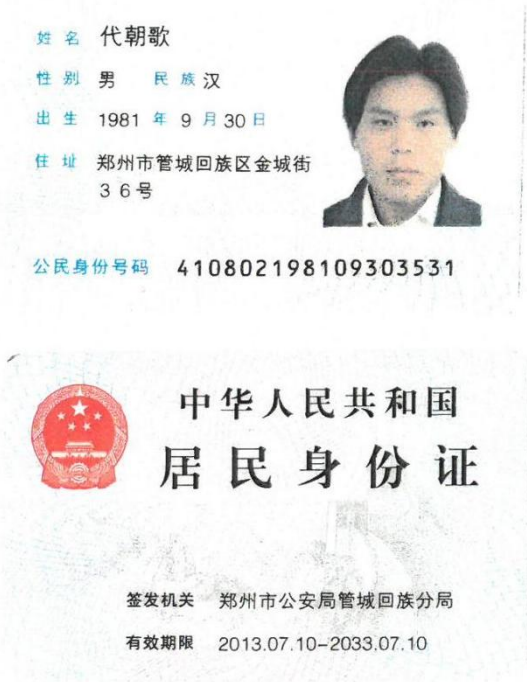 姓名 代朝歌
性别 男 民族 汉
出生 1981 年 9 月 30 日
住址 郑州市管城回族区金城街
36号
公民身份号码 410802198109303531
中华人民共和国
居民身份证
签发机关 郑州市公安局管城回族分局
有效期限 2013.07.10-2033.07.10